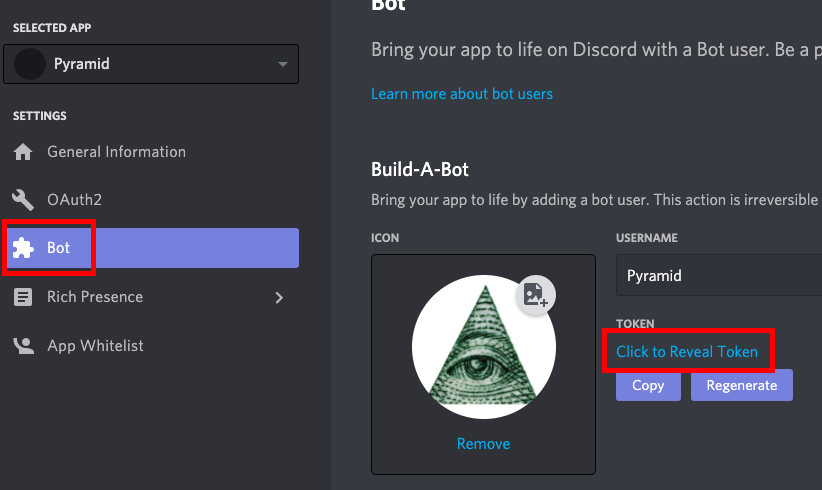 SELECTED APP
Pyramid
SETTINGS
General Information
OAuth2
Bot
Rich Presence
App Whitelist
Bot
Bring your app to life on Discord with a Bot user. Be a p
Learn more about bot users
Build-A-Bot
Bring your app to life by adding a bot user. This action is irreversible
ICON
Remove
USERNAME
Pyramid
TOKEN
Click to Reveal Token
Copy
Regenerate